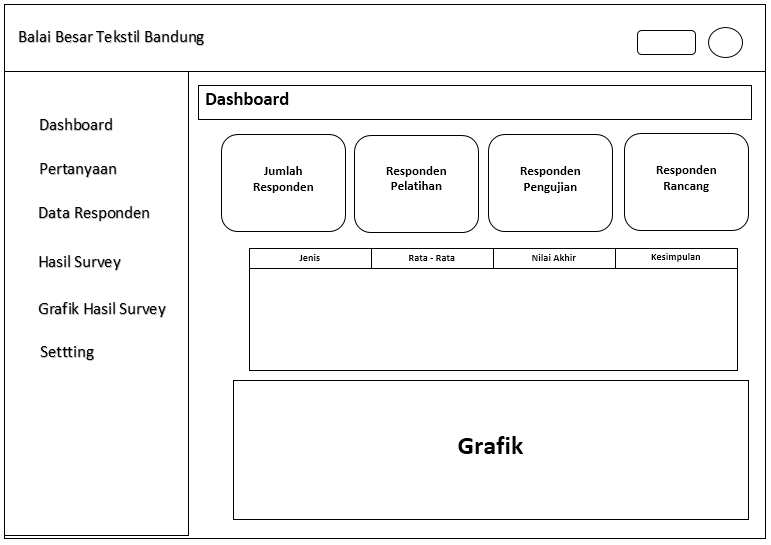 Balai Besar Tekstil Bandung
Dashboard
Pertanyaan
Data Responden
Hasil Survey
Grafik Hasil Survey
Settting
Dashboard
Jumlah
Responden
Responden
Pelatihan
Responden
Pengujian
Responden
Rancang
Jenis
Rata - Rata
Nilai Akhir
Kesimpulan
Grafik